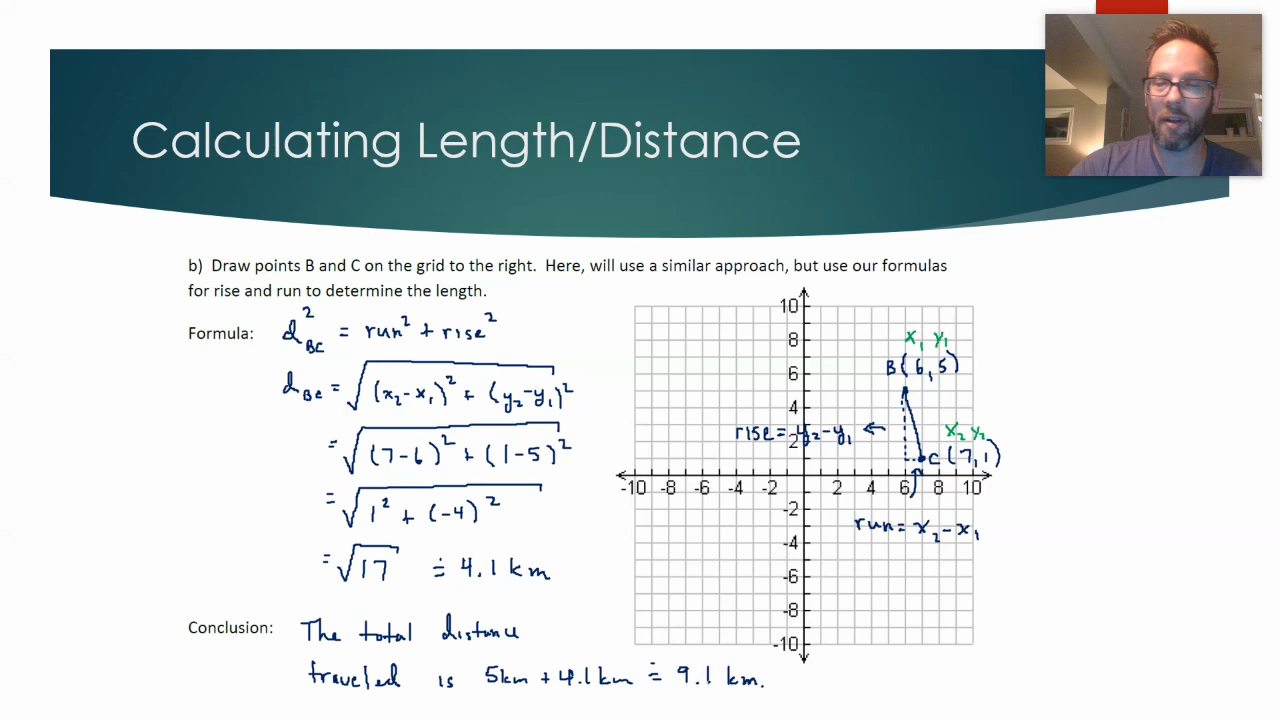 Calculating Length/Distance
b) Draw points B and C on the grid to the right. Here, will use a similar approach, but use our formulas
for rise and run to determine the length.
Formula: d_BC² = run² + rise²
d_BC = √((x₂-x₁)² + (y₂-y₁)²)
= √((7-6)² + (1-5)²)
= √(1² + (-4)²)
= √17 ≐ 4.1 km
Conclusion: The total distance
traveled is 5km + 4.1km ≐ 9.1 km.
10
8
6
4
2
-10 -8 -6 -4 -2 2 4 6 8 10
-2
-4
-6
-8
-10
x₁ y₁
B(6,5)
rise = y₂-y₁ ←
x₂ y₂
C(7,1)
run = x₂-x₁